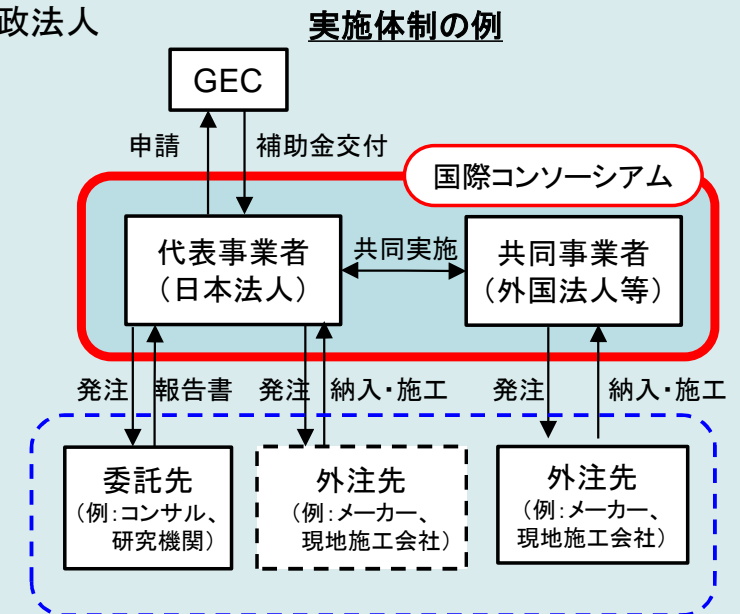 政法人
実施体制の例
GEC
申請
補助金交付
国際コンソーシアム
代表事業者
（日本法人）
共同実施
共同事業者
（外国法人等）
発注
報告書
発注
納入・施工
発注
納入・施工
委託先
（例：コンサル、
研究機関）
外注先
（例：メーカー、
現地施工会社）
外注先
（例：メーカー、
現地施工会社）